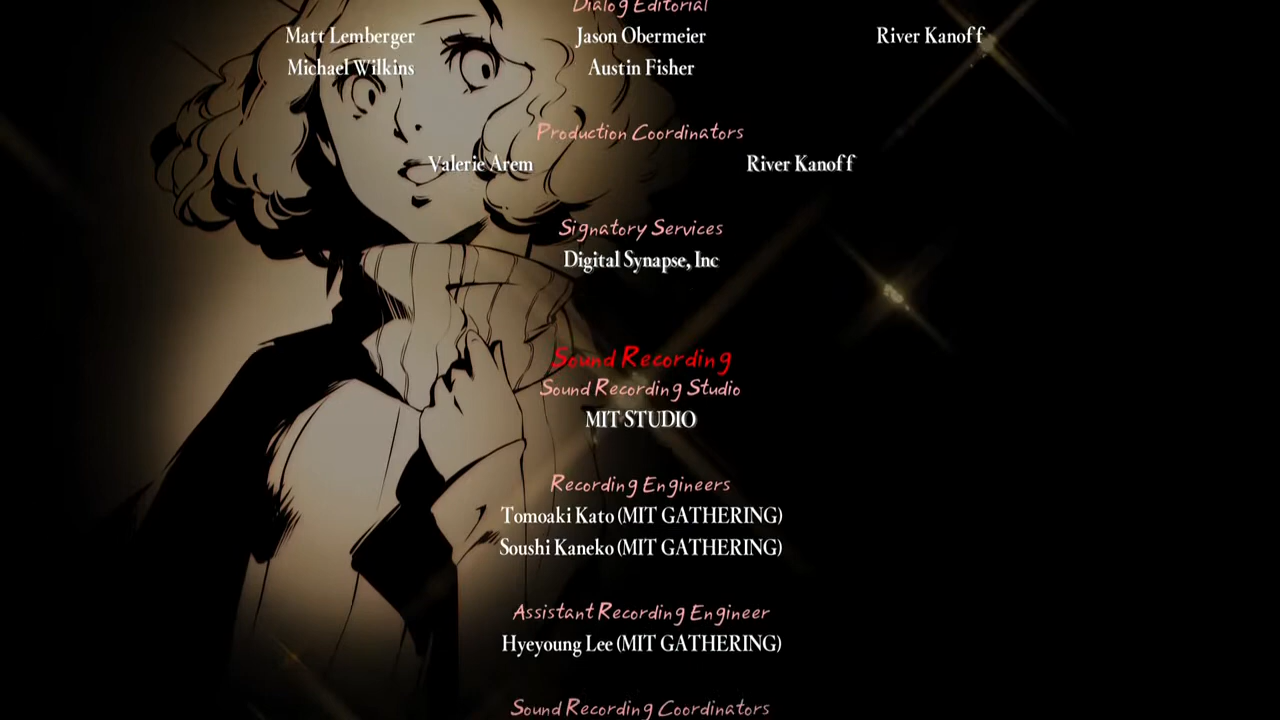 Dialog Editorial
Matt Lemberger Jason Obermeier River Kanoff
Michael Wilkins Austin Fisher
Production Coordinators
Valerie Arem River Kanoff
Signatory Services
Digital Synapse, Inc
Sound Recording
Sound Recording Studio
MIT STUDIO
Recording Engineers
Tomoaki Kato (MIT GATHERING)
Soushi Kaneko (MIT GATHERING)
Assistant Recording Engineer
Hyeyoung Lee (MIT GATHERING)
Sound Recording Coordinators